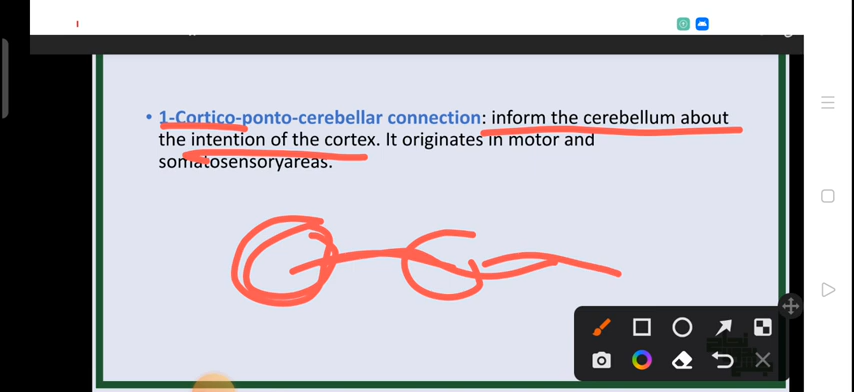 • 1-Cortico-ponto-cerebellar connection: inform the cerebellum about
the intention of the cortex. It originates in motor and
somatosensoryareas.